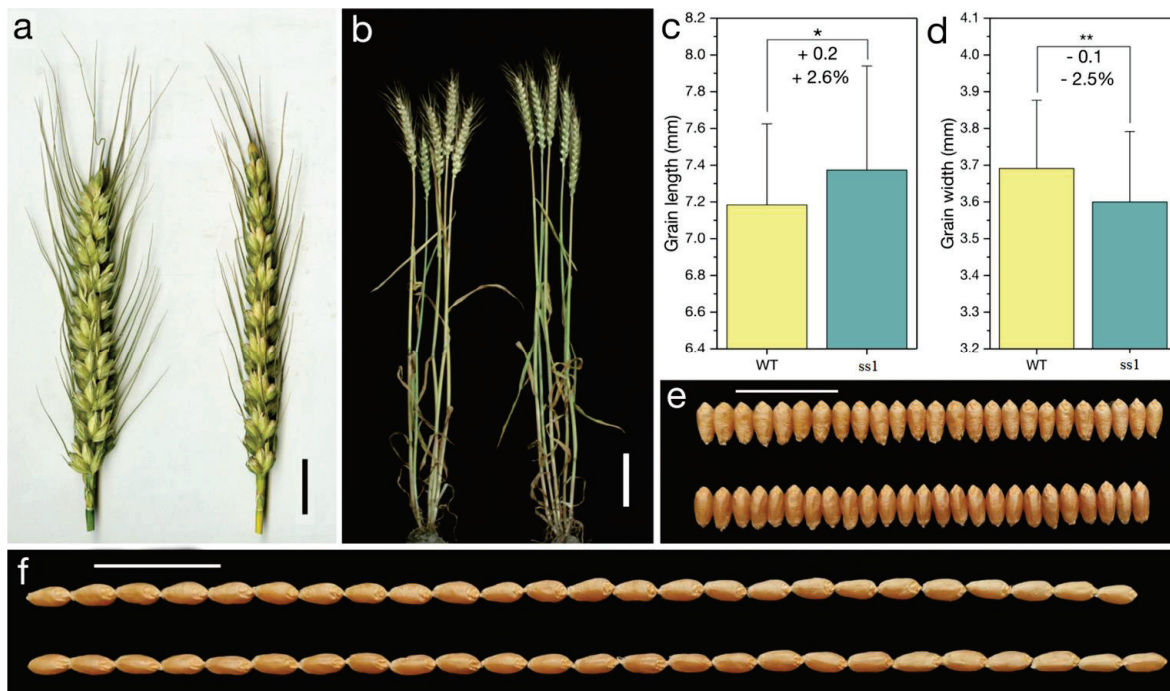 a
b
c
8.2
8.0
7.8
7.6
7.4
7.2
7.0
6.8
6.6
6.4
Grain length (mm)
*
+ 0.2
+ 2.6%
WT
ss1
d
4.1
4.0
3.9
3.8
3.7
3.6
3.5
3.4
3.3
3.2
Grain width (mm)
**
- 0.1
- 2.5%
WT
ss1
e
f